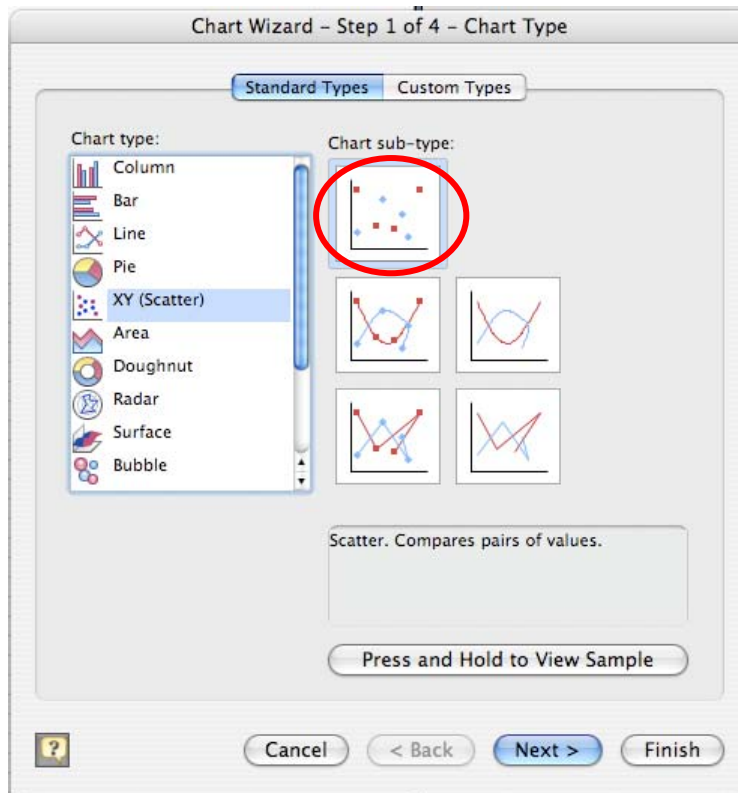 Chart Wizard – Step 1 of 4 – Chart Type
Standard Types
Custom Types
Chart type:
Column
Bar
Line
Pie
XY (Scatter)
Area
Doughnut
Radar
Surface
Bubble
Chart sub-type:
Scatter. Compares pairs of values.
Press and Hold to View Sample
?
Cancel
< Back
Next >
Finish